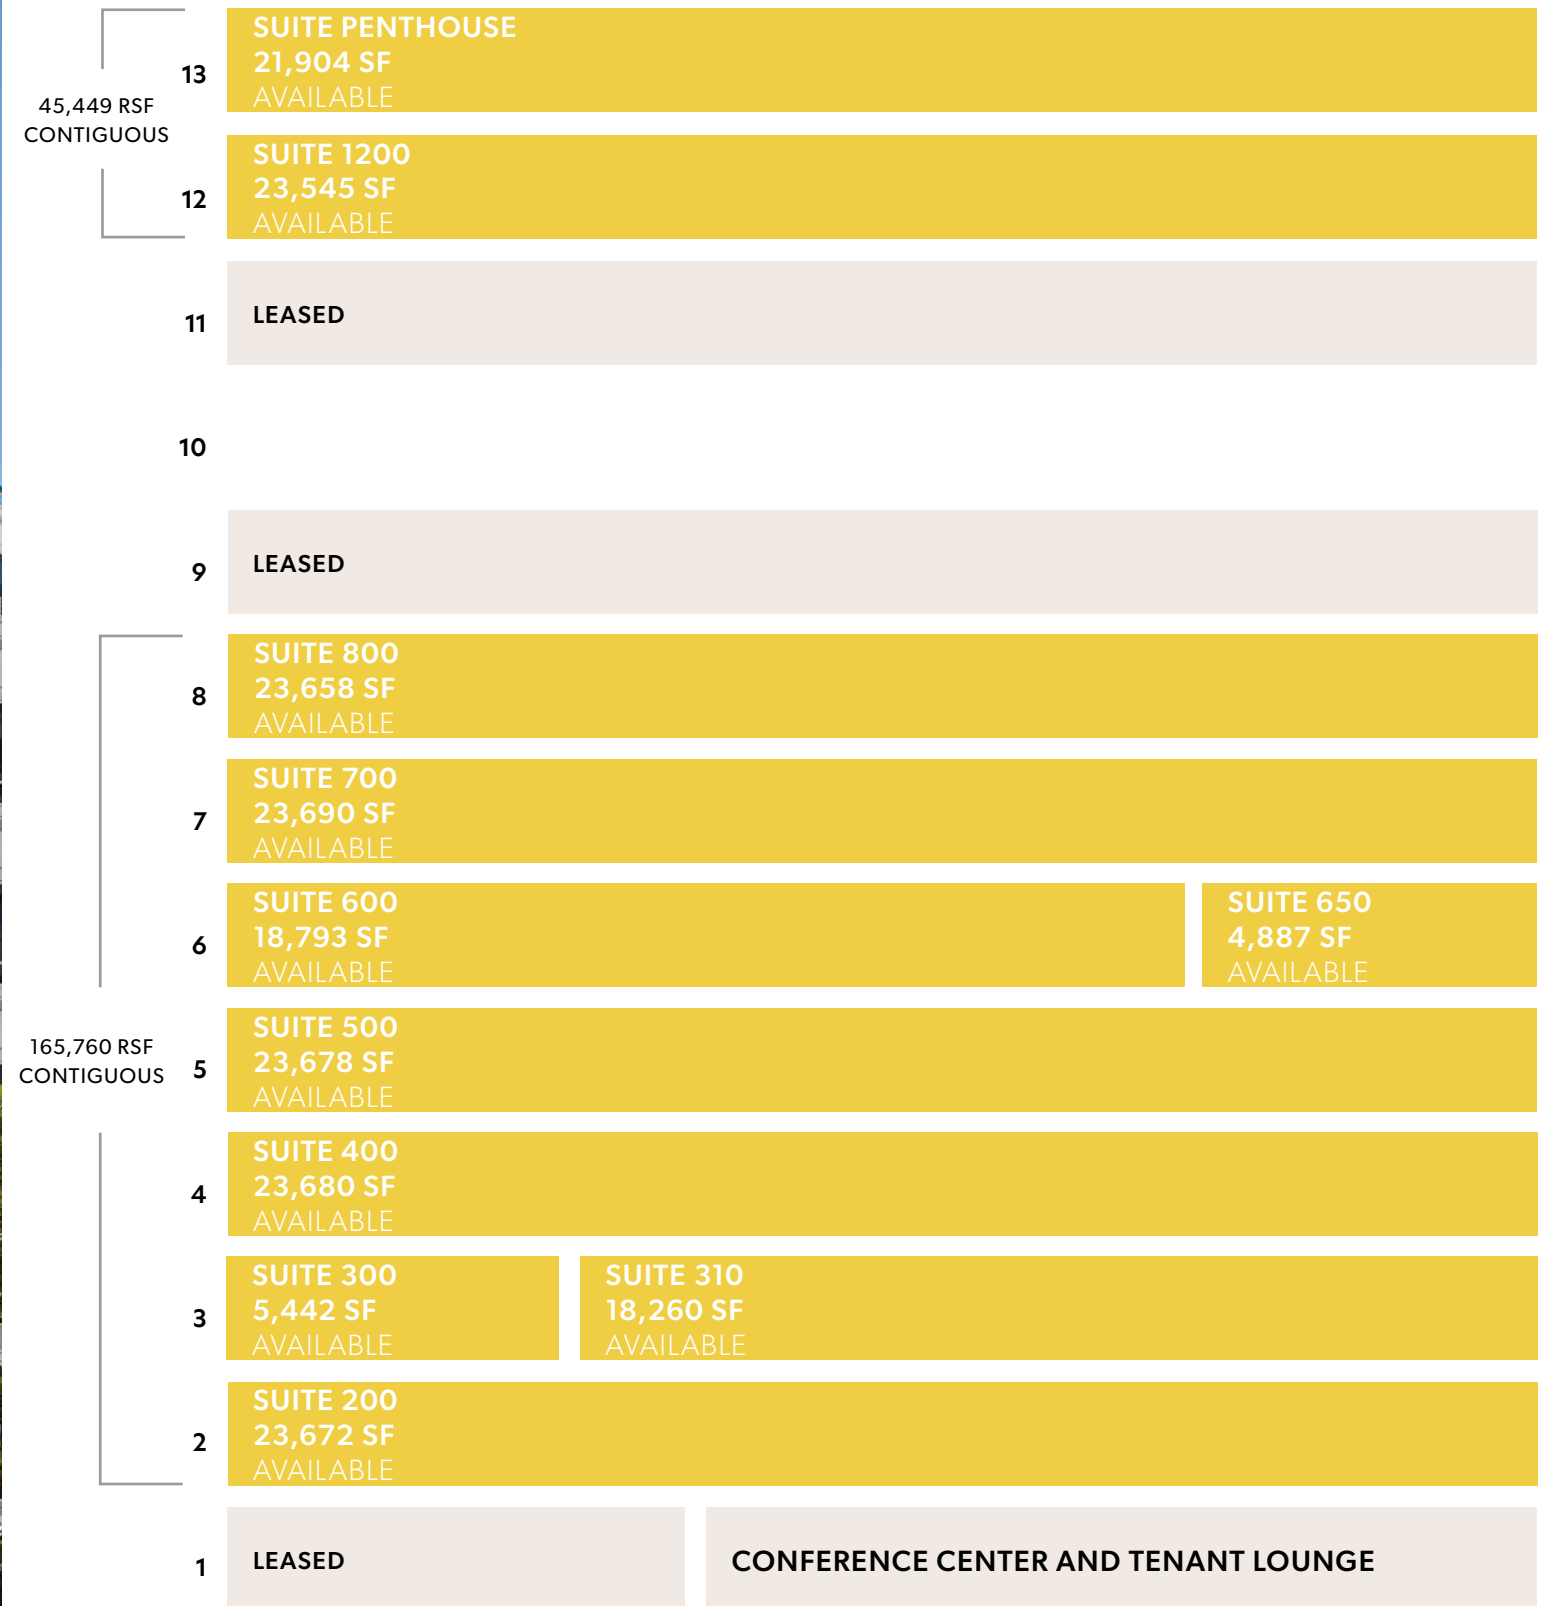 SUITE PENTHOUSE
21,904 SF
AVAILABLE
13
45,449 RSF
CONTIGUOUS
SUITE 1200
23,545 SF
AVAILABLE
12
LEASED
11
10
LEASED
9
SUITE 800
23,658 SF
AVAILABLE
8
SUITE 700
23,690 SF
AVAILABLE
7
SUITE 600
18,793 SF
AVAILABLE
SUITE 650
4,887 SF
AVAILABLE
6
SUITE 500
23,678 SF
AVAILABLE
165,760 RSF
CONTIGUOUS
5
SUITE 400
23,680 SF
AVAILABLE
4
SUITE 300
5,442 SF
AVAILABLE
SUITE 310
18,260 SF
AVAILABLE
3
SUITE 200
23,672 SF
AVAILABLE
2
LEASED
CONFERENCE CENTER AND TENANT LOUNGE
1